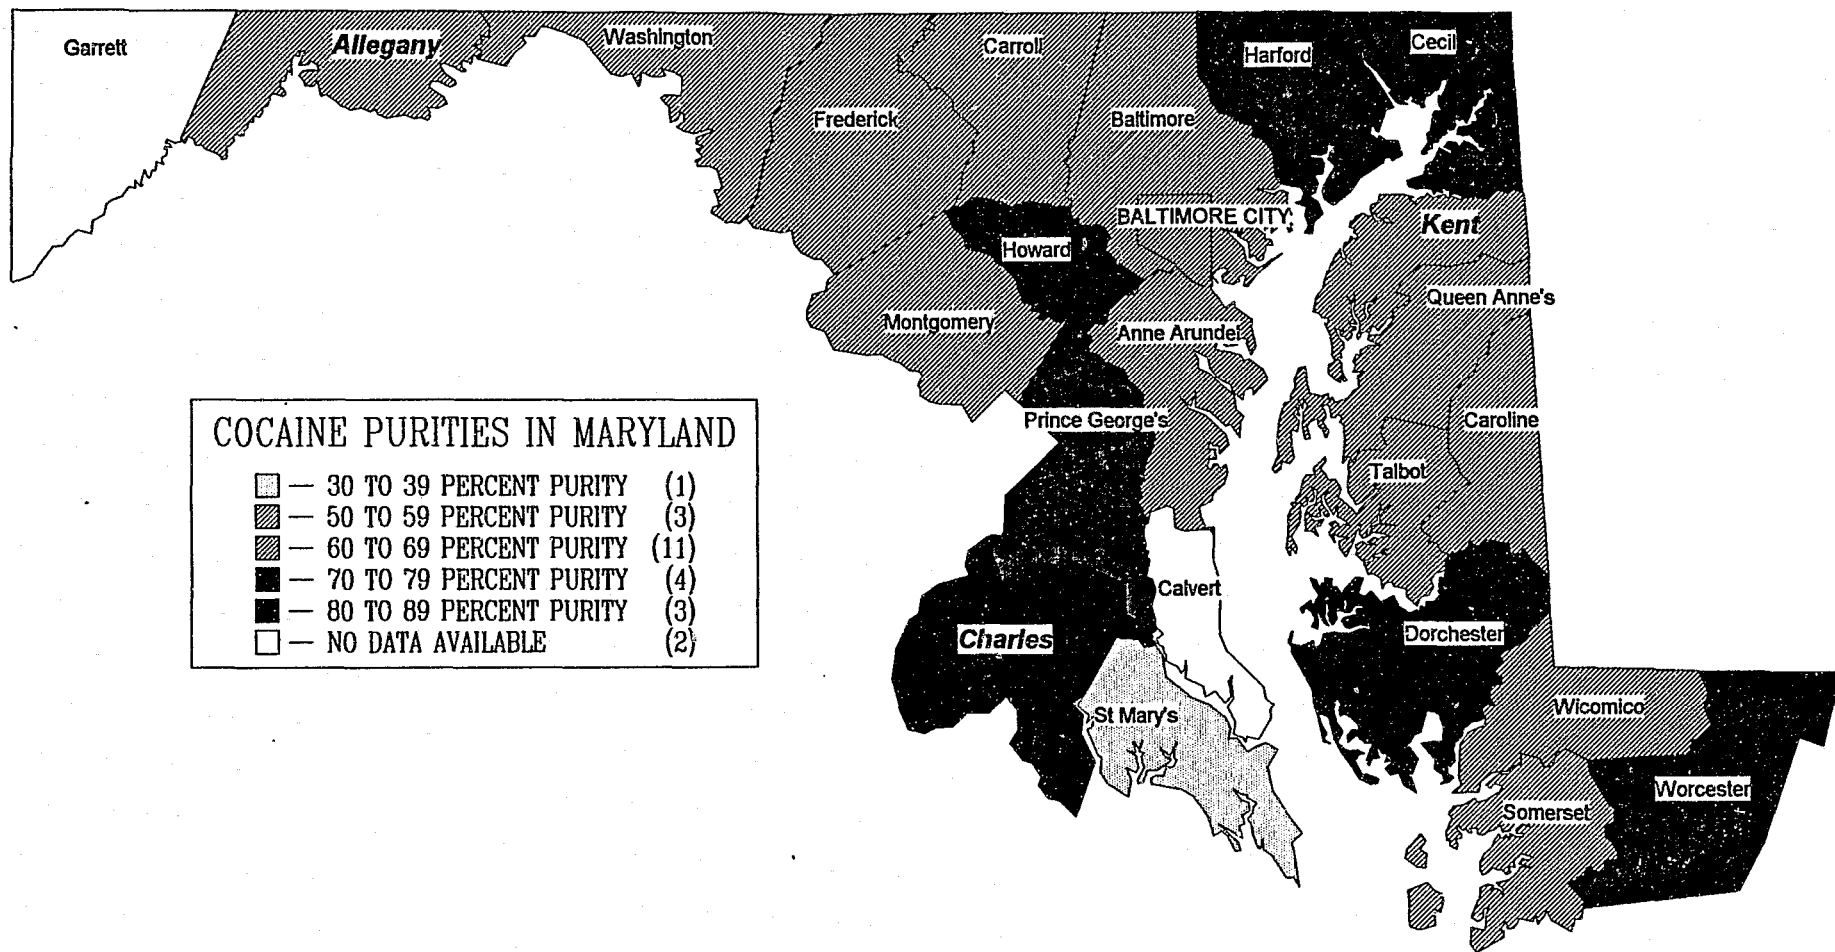 Garrett
Allegany
Washington
Carroll
Harford
Cecil
Frederick
Baltimore
BALTIMORE CITY
Kent
Howard
Queen Anne's
Montgomery
Anne Arundel
Prince George's
Caroline
Talbot
COCAINE PURITIES IN MARYLAND
— 30 TO 39 PERCENT PURITY (1)
— 50 TO 59 PERCENT PURITY (3)
— 60 TO 69 PERCENT PURITY (11)
— 70 TO 79 PERCENT PURITY (4)
— 80 TO 89 PERCENT PURITY (3)
— NO DATA AVAILABLE (2)
Calvert
Charles
Dorchester
St Mary's
Wicomico
Worcester
Somerset